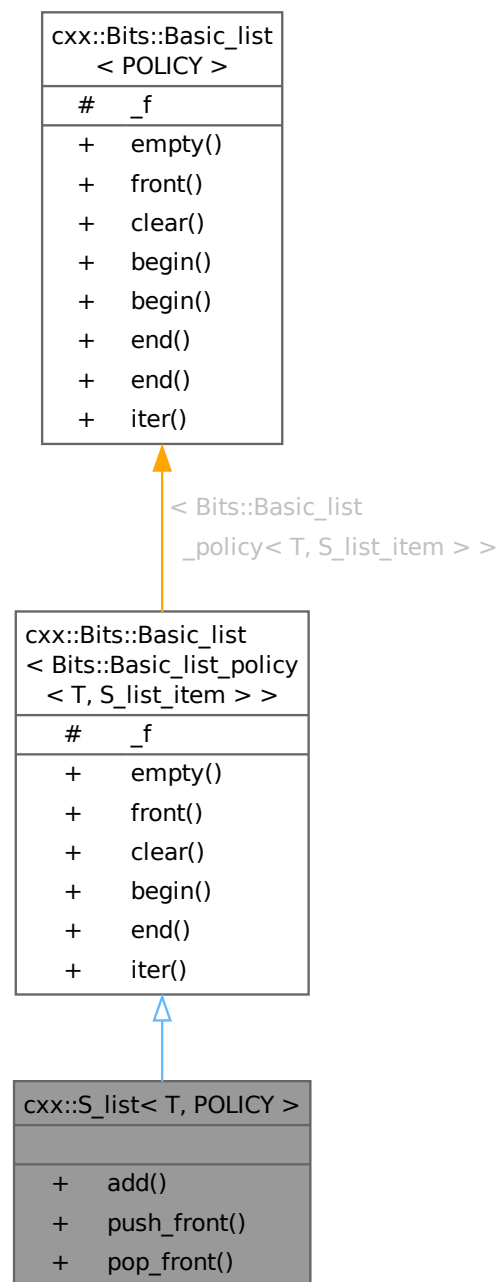 cxx::Bits::Basic_list
< POLICY >
# _f
+ empty()
+ front()
+ clear()
+ begin()
+ begin()
+ end()
+ end()
+ iter()
< Bits::Basic_list
_policy< T, S_list_item > >
cxx::Bits::Basic_list
< Bits::Basic_list_policy
< T, S_list_item > >
# _f
+ empty()
+ front()
+ clear()
+ begin()
+ end()
+ iter()
cxx::S_list< T, POLICY >
+ add()
+ push_front()
+ pop_front()